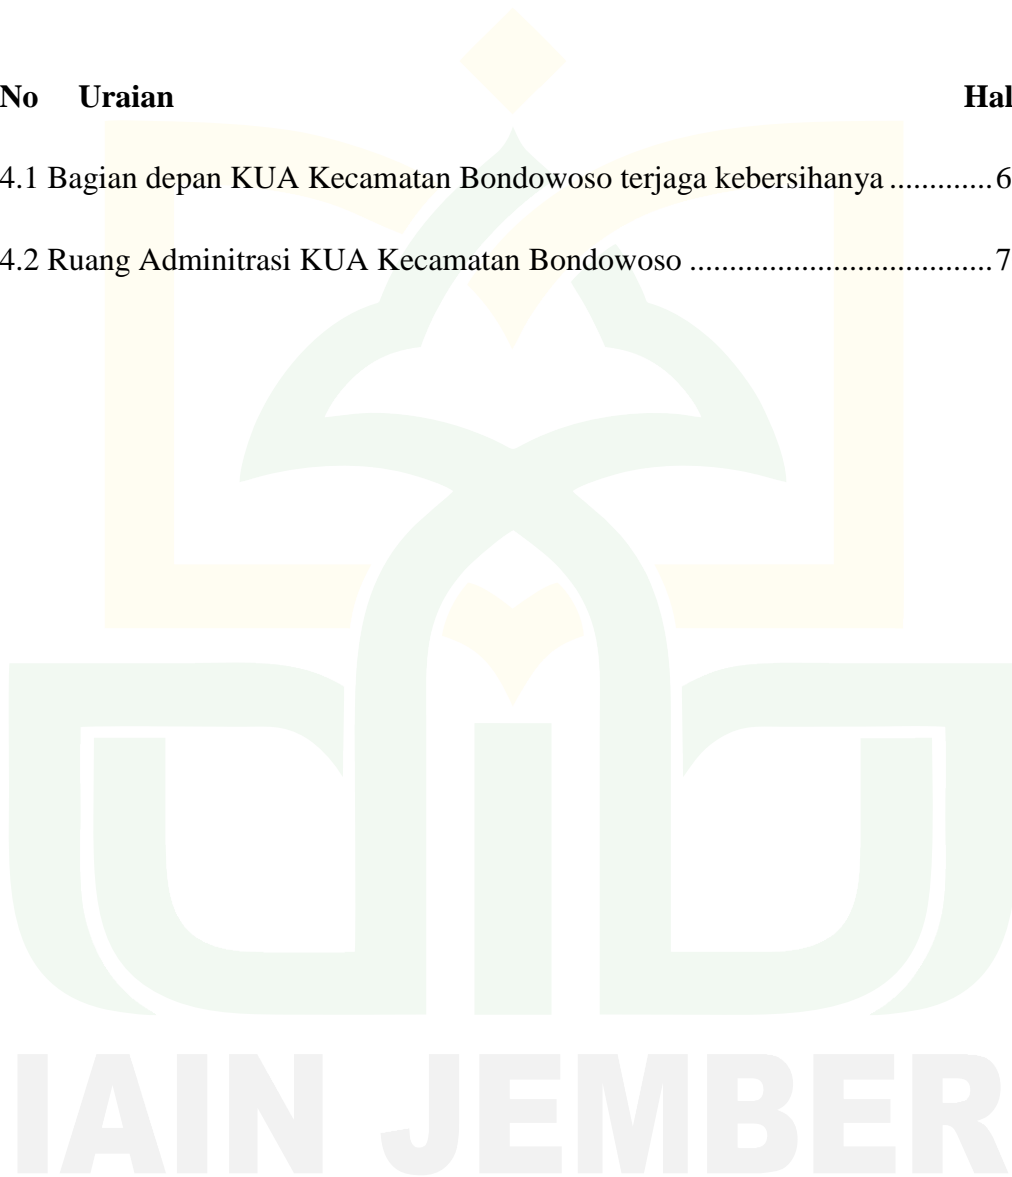 No Uraian Hal
4.1 Bagian depan KUA Kecamatan Bondowoso terjaga kebersihanya .............6
4.2 Ruang Adminitrasi KUA Kecamatan Bondowoso .....................................7
IAIN JEMBER